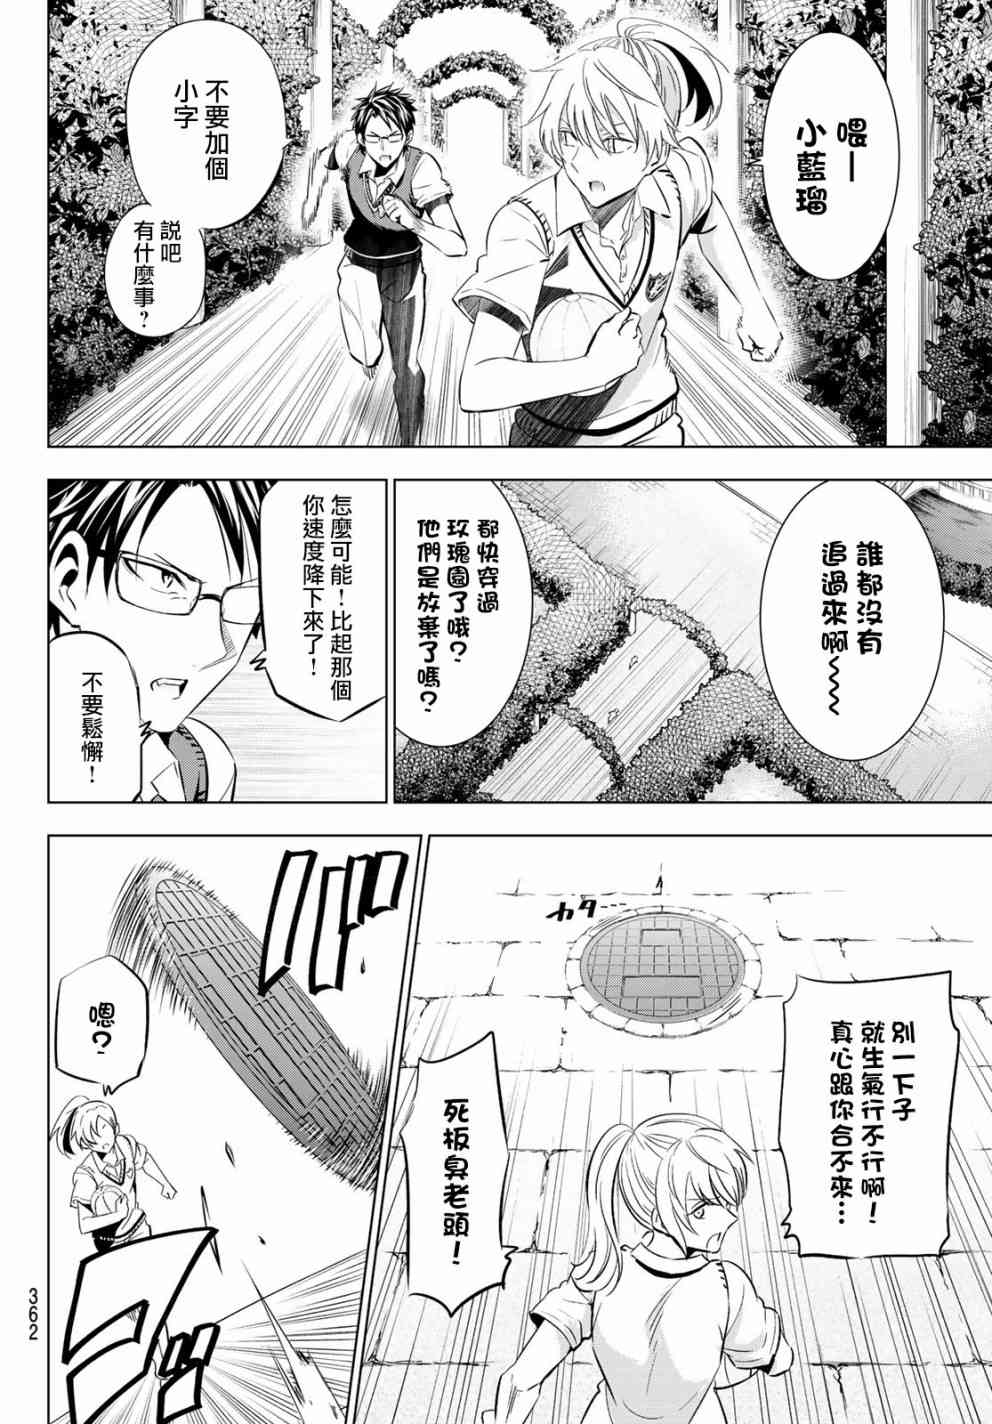 喂—
小藍瑠
不要加個
小字
説吧
有什麼事?
誰都沒有
追過來啊～～～
都快穿過
玫瑰園了哦?
他們是放棄了嗎?
怎麼可能!比起那個
你速度降下來了!
不要鬆懈!
カタ…
別一下子
就生氣行不行啊!
真心跟你合不來…
死板臭老頭!
嗯?
362